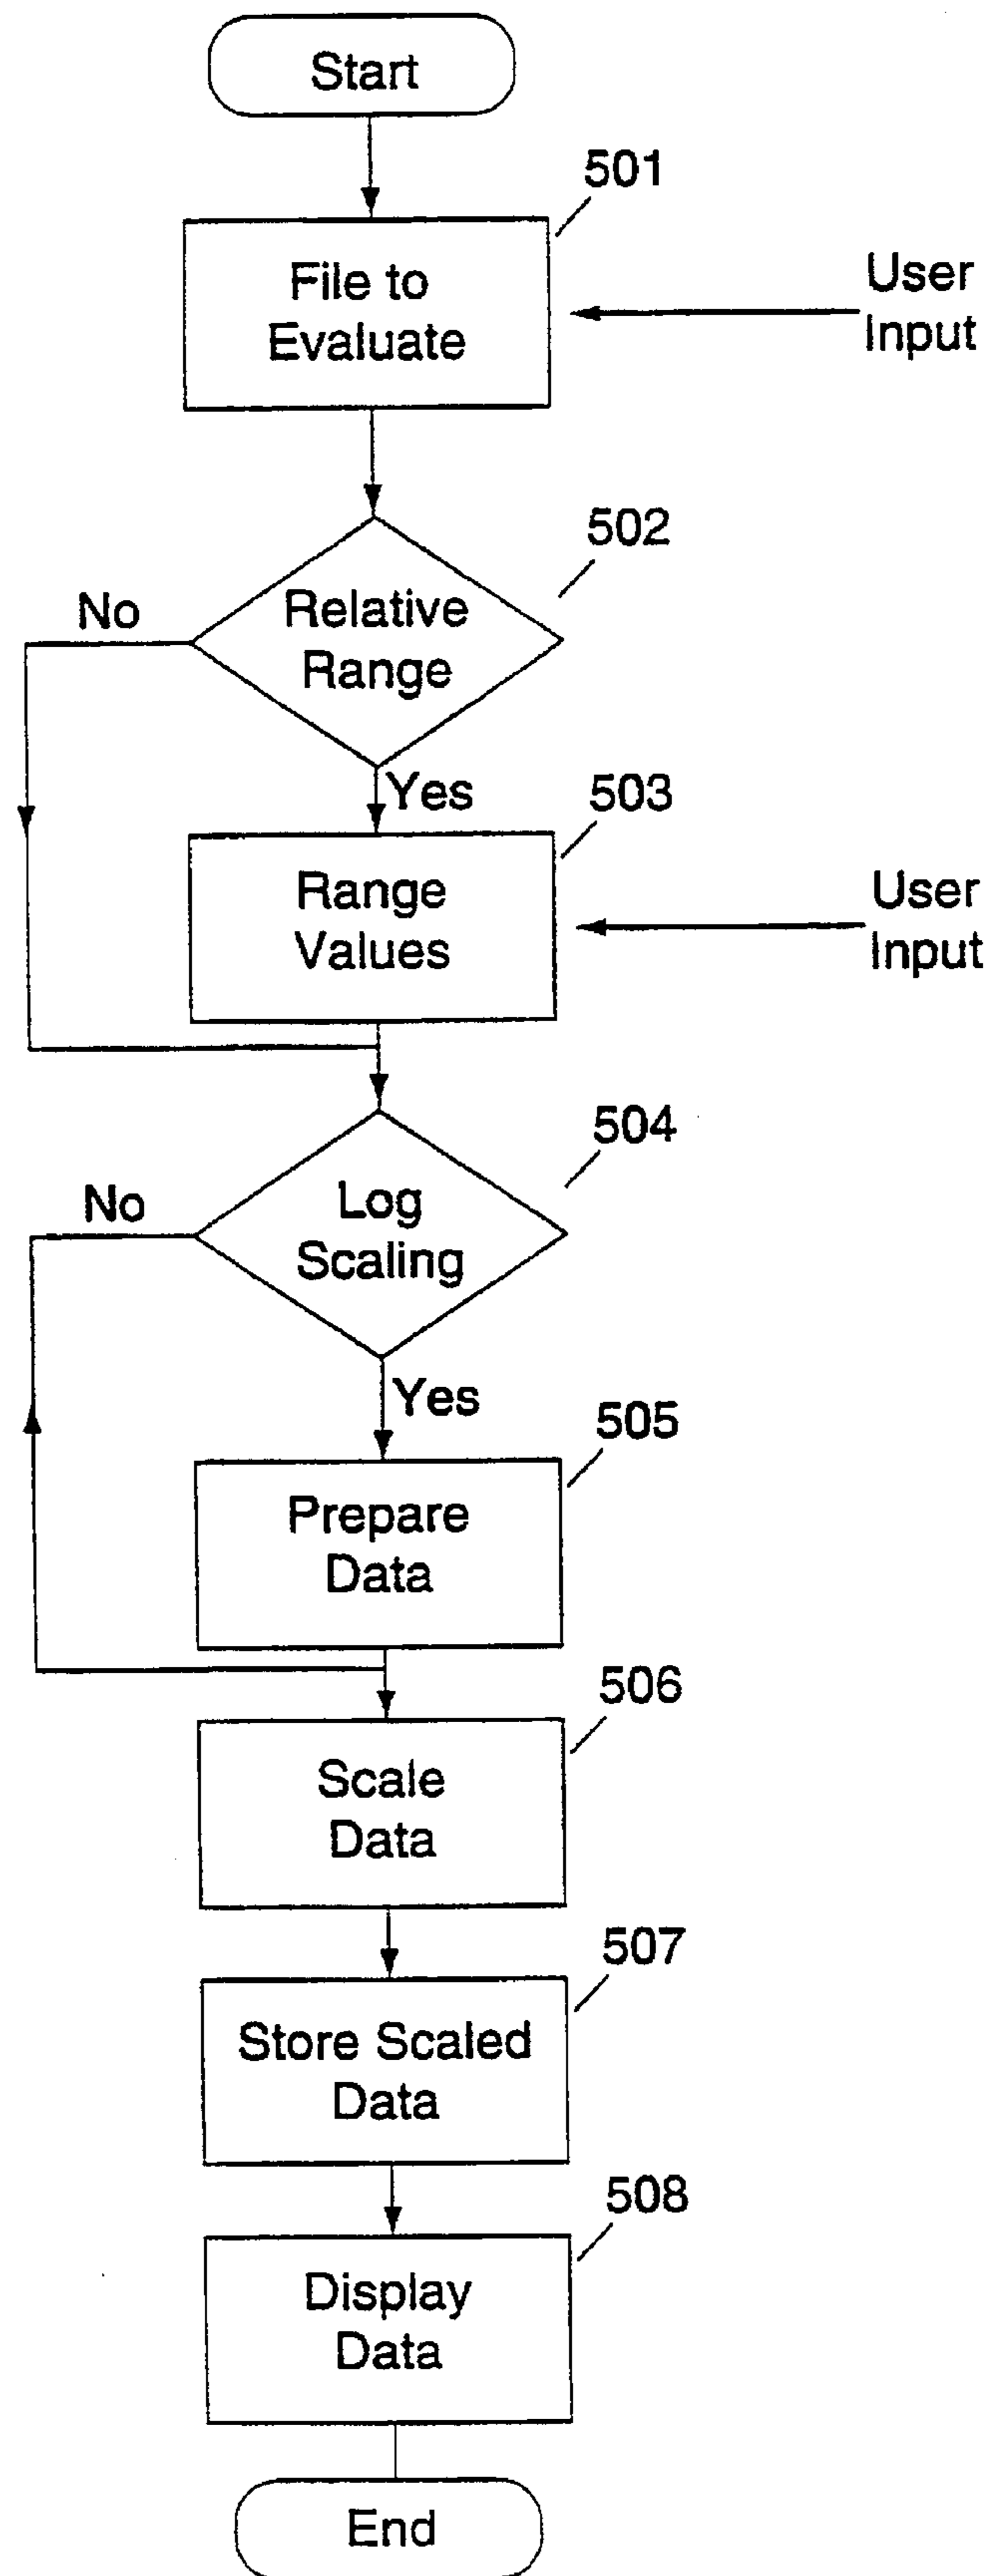 Start
501
File to
Evaluate
User
Input
502
No
Relative
Range
Yes
503
Range
Values
User
Input
504
No
Log
Scaling
Yes
505
Prepare
Data
506
Scale
Data
507
Store Scaled
Data
508
Display
Data
End